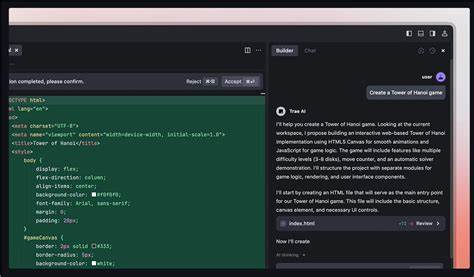 Builder
Chat
ion completed, please confirm.
Reject
Accept
user
Create a Tower of Hanoi game
Trae AI
I'll help you create a Tower of Hanoi game. Looking at the current
workspace, I propose building an interactive web-based Tower of Hanoi
implementation using HTML5 Canvas for smooth animations and
JavaScript for game logic. The game will include features like multiple
difficulty levels (3-8 disks), move counter, and an automatic solver
demonstration. I'll structure the project with separate modules for
game logic, rendering, and user interface components.
I'll start by creating an HTML file that will serve as the main entry point
for our Tower of Hanoi game. This file will include the basic structure,
canvas element, and necessary UI controls.
index.html
Review >
Now I'll create
AI thinking
OCTYPE html>
ml lang="en">
ad>
<meta charset="UTF-8">
<meta name="viewport" content="width=device-width, initial-scale=1.0">
<title>Tower of Hanoi</title>
<style>
body {
display: flex;
flex-direction: column;
align-items: center;
background-color: #f0f0f0;
font-family: Arial, sans-serif;
margin: 0;
padding: 20px;
}
#gameCanvas {
border: 2px solid #333;
border-radius: 5px;
background-color: white;